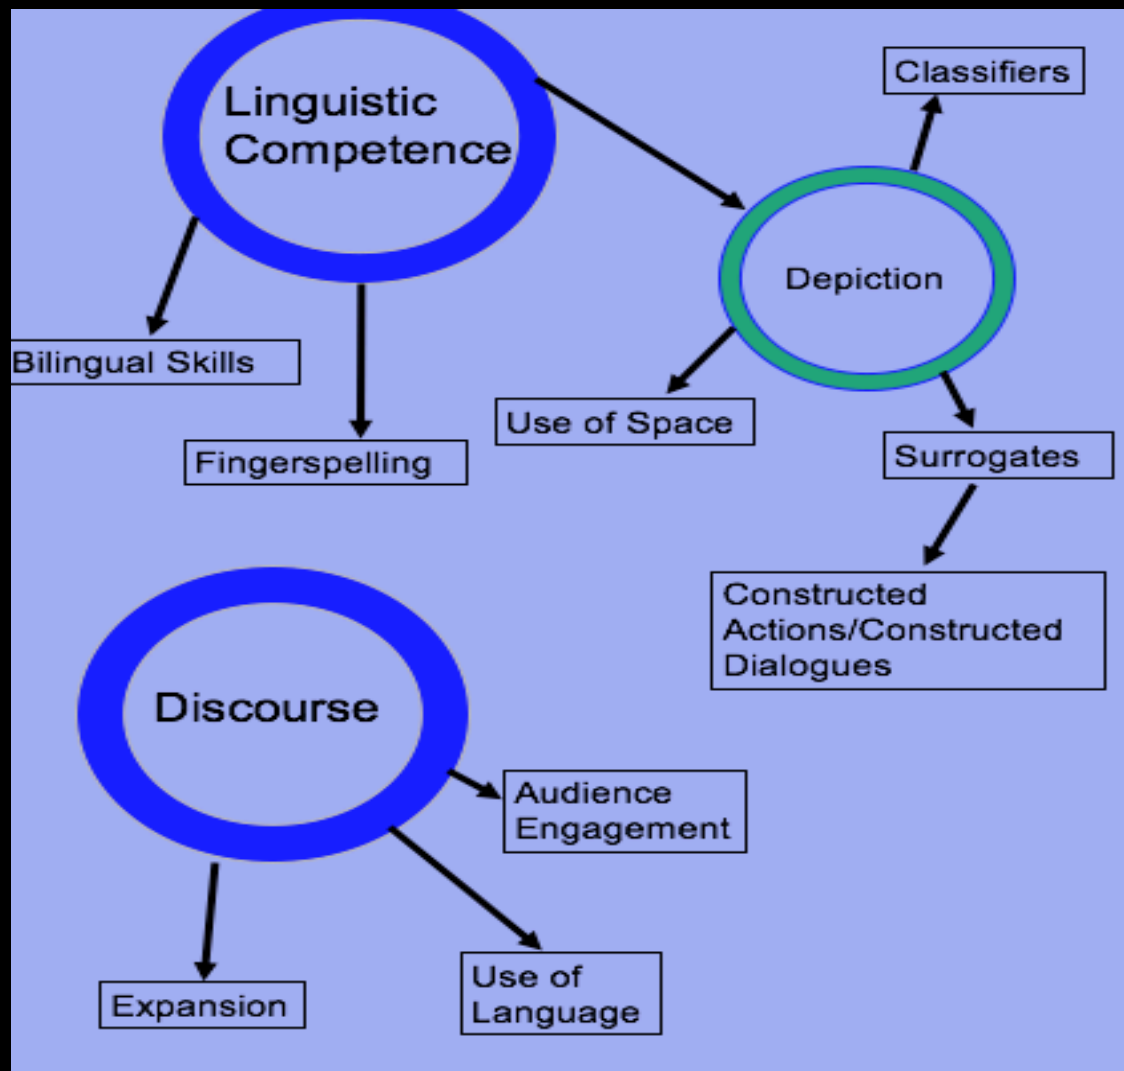 Linguistic
Competence
Classifiers
Depiction
Bilingual Skills
Use of Space
Fingerspelling
Surrogates
Constructed
Actions/Constructed
Dialogues
Discourse
Audience
Engagement
Expansion
Use of
Language